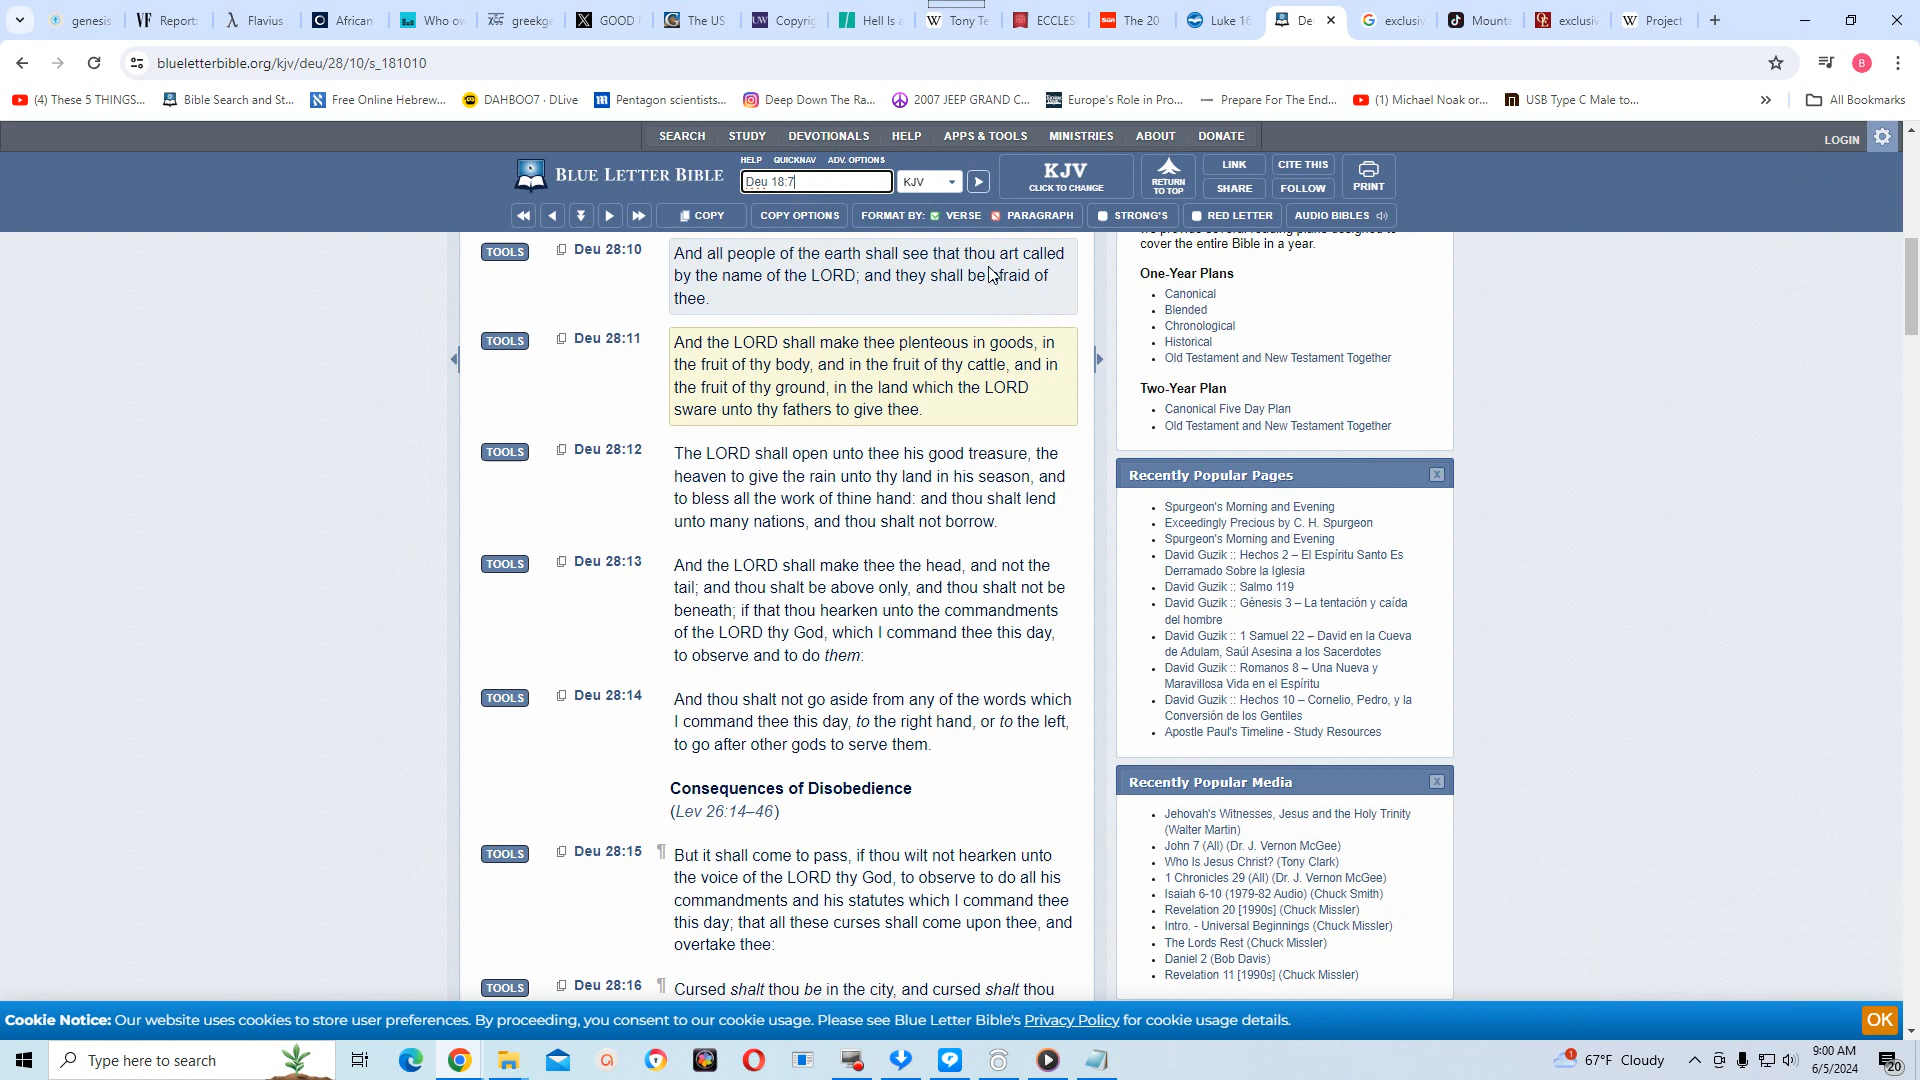 genesis
Report:
Flavius
African
Who ov
greekge
GOOD
The US
Copyrig
Hell Is a
Tony Te
ECCLES
The 20
Luke 16
De
exclusiv
Mounta
exclusiv
Project
blueletterbible.org/kjv/deu/28/10/s_181010
B
(4) These 5 THINGS...
Bible Search and St...
Free Online Hebrew...
DAHBOO7 · DLive
Pentagon scientists...
Deep Down The Ra...
2007 JEEP GRAND C...
Europe's Role in Pro...
Prepare For The End...
(1) Michael Noak or...
USB Type C Male to...
All Bookmarks
SEARCH STUDY DEVOTIONALS HELP APPS & TOOLS MINISTRIES ABOUT DONATE
LOGIN
BLUE LETTER BIBLE
HELP QUICKNAV ADV. OPTIONS
Deu 18:7
KJV
KJV
CLICK TO CHANGE
RETURN
TO TOP
LINK
CITE THIS
SHARE
FOLLOW
PRINT
COPY
COPY OPTIONS
FORMAT BY: VERSE PARAGRAPH
STRONG'S
RED LETTER
AUDIO BIBLES
TOOLS
Deu 28:10
And all people of the earth shall see that thou art called
by the name of the LORD; and they shall be afraid of
thee.
TOOLS
Deu 28:11
And the LORD shall make thee plenteous in goods, in
the fruit of thy body, and in the fruit of thy cattle, and in
the fruit of thy ground, in the land which the LORD
sware unto thy fathers to give thee.
TOOLS
Deu 28:12
The LORD shall open unto thee his good treasure, the
heaven to give the rain unto thy land in his season, and
to bless all the work of thine hand: and thou shalt lend
unto many nations, and thou shalt not borrow.
TOOLS
Deu 28:13
And the LORD shall make thee the head, and not the
tail; and thou shalt be above only, and thou shalt not be
beneath; if that thou hearken unto the commandments
of the LORD thy God, which I command thee this day,
to observe and to do them:
TOOLS
Deu 28:14
And thou shalt not go aside from any of the words which
I command thee this day, to the right hand, or to the left,
to go after other gods to serve them.
Consequences of Disobedience
(Lev 26:14–46)
TOOLS
Deu 28:15
¶ But it shall come to pass, if thou wilt not hearken unto
the voice of the LORD thy God, to observe to do all his
commandments and his statutes which I command thee
this day; that all these curses shall come upon thee, and
overtake thee:
TOOLS
Deu 28:16
¶ Cursed shalt thou be in the city, and cursed shalt thou
cover the entire Bible in a year.
One-Year Plans
Canonical
Blended
Chronological
Historical
Old Testament and New Testament Together
Two-Year Plan
Canonical Five Day Plan
Old Testament and New Testament Together
Recently Popular Pages
x
Spurgeon's Morning and Evening
Exceedingly Precious by C. H. Spurgeon
Spurgeon's Morning and Evening
David Guzik :: Hechos 2 – El Espíritu Santo Es
Derramado Sobre la Iglesia
David Guzik :: Salmo 119
David Guzik :: Génesis 3 – La tentación y caída
del hombre
David Guzik :: 1 Samuel 22 – David en la Cueva
de Adulam, Saúl Asesina a los Sacerdotes
David Guzik :: Romanos 8 – Una Nueva y
Maravillosa Vida en el Espíritu
David Guzik :: Hechos 10 – Cornelio, Pedro, y la
Conversión de los Gentiles
Apostle Paul's Timeline - Study Resources
Recently Popular Media
x
Jehovah's Witnesses, Jesus and the Holy Trinity
(Walter Martin)
John 7 (All) (Dr. J. Vernon McGee)
Who Is Jesus Christ? (Tony Clark)
1 Chronicles 29 (All) (Dr. J. Vernon McGee)
Isaiah 6-10 (1979-82 Audio) (Chuck Smith)
Revelation 20 [1990s] (Chuck Missler)
Intro. - Universal Beginnings (Chuck Missler)
The Lords Rest (Chuck Missler)
Daniel 2 (Bob Davis)
Revelation 11 [1990s] (Chuck Missler)
Cookie Notice: Our website uses cookies to store user preferences. By proceeding, you consent to our cookie usage. Please see Blue Letter Bible's Privacy Policy for cookie usage details.
OK
Type here to search
1
67°F Cloudy
9:00 AM
6/5/2024
20